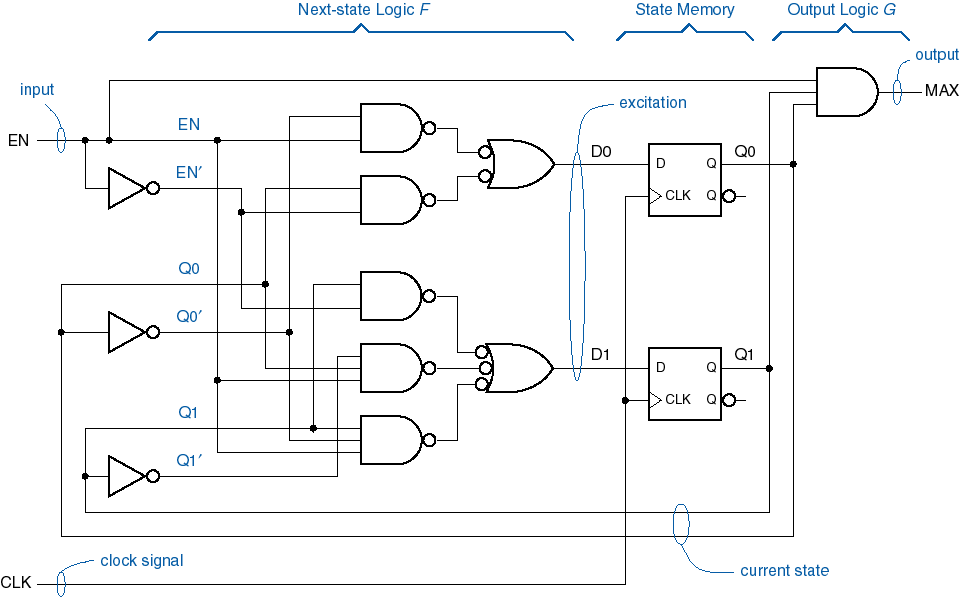 Next-state Logic F
State Memory
Output Logic G
output
input
MAX
excitation
EN
EN
D0
D
Q
Q0
EN′
CLK
Q
Q0
Q0′
D1
D
Q
Q1
CLK
Q
Q1
Q1′
clock signal
current state
CLK